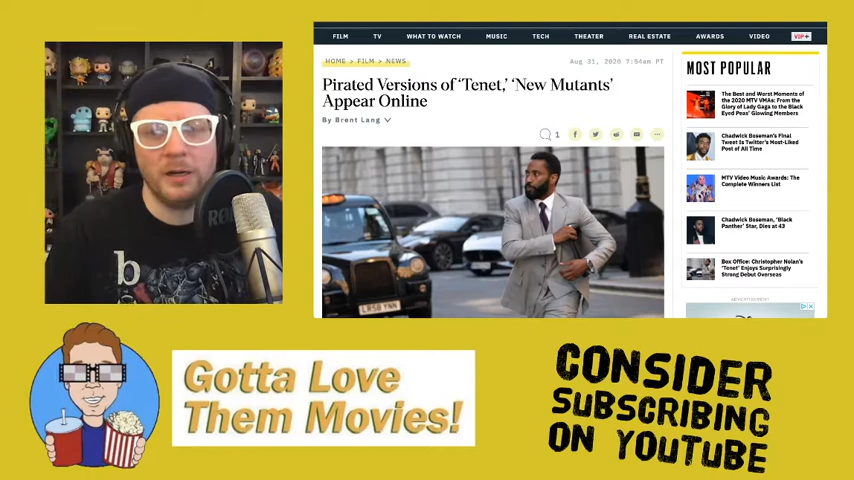 FILM TV WHAT TO WATCH MUSIC TECH THEATER REAL ESTATE AWARDS VIDEO VIP+
HOME > FILM > NEWS
Aug 31, 2020 7:54am PT
Pirated Versions of 'Tenet,' 'New Mutants'
Appear Online
By Brent Lang
1
MOST POPULAR
The Best and Worst Moments of
the 2020 MTV VMAs: From the
Glory of Lady Gaga to the Black
Eyed Peas' Glowing Members
Chadwick Boseman's Final
Tweet Is Twitter's Most-Liked
Post of All Time
MTV Video Music Awards: The
Complete Winners List
Chadwick Boseman, 'Black
Panther' Star, Dies at 43
Box Office: Christopher Nolan's
'Tenet' Enjoys Surprisingly
Strong Debut Overseas
ADVERTISEMENT
LR58 YNN
RODE
b
Gotta Love
Them Movies!
CONSIDER
SUBSCRIBING
ON YOUTUBE